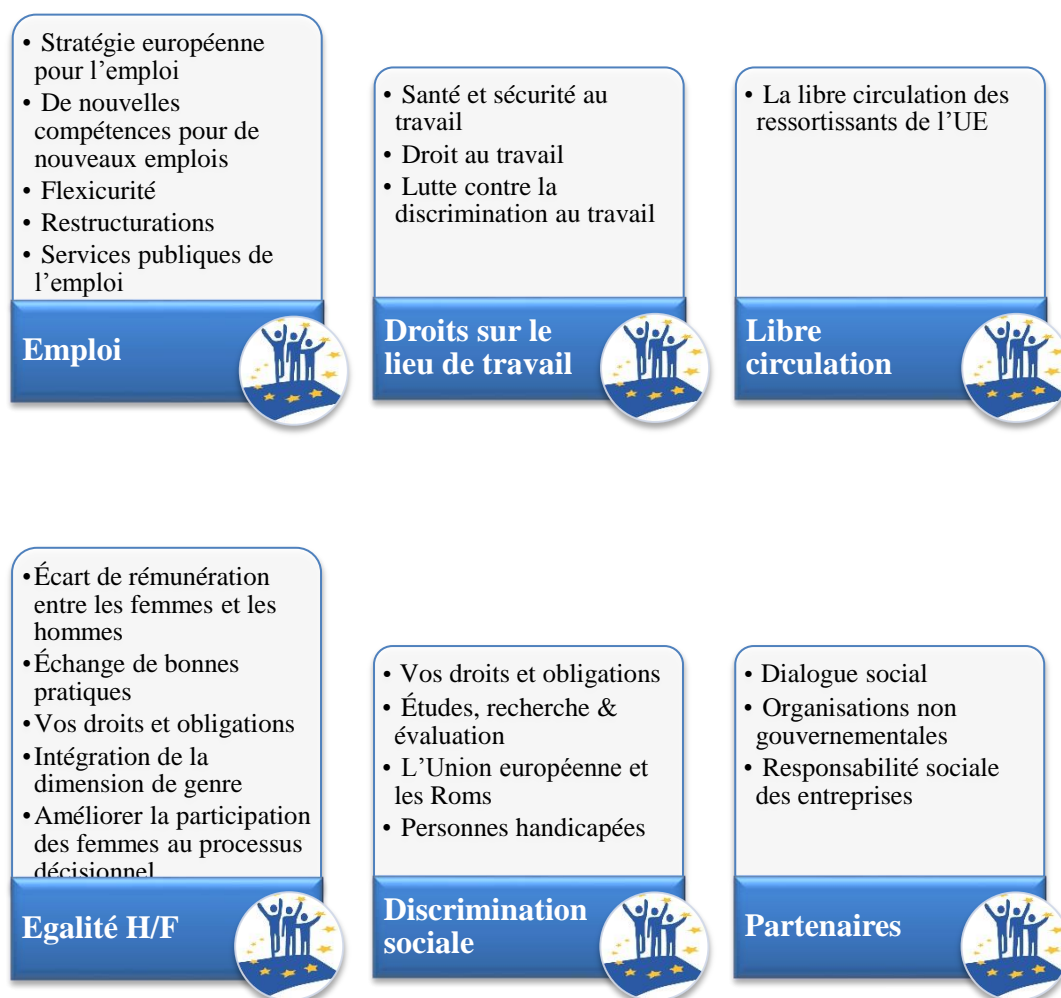 • Stratégie européenne
pour l’emploi
• De nouvelles
compétences pour de
nouveaux emplois
• Flexicurité
• Restructurations
• Services publiques de
l’emploi
Emploi
• Santé et sécurité au
travail
• Droit au travail
• Lutte contre la
discrimination au travail
Droits sur le
lieu de travail
• La libre circulation des
ressortissants de l’UE
Libre
circulation
•Écart de rémunération
entre les femmes et les
hommes
•Échange de bonnes
pratiques
•Vos droits et obligations
•Intégration de la
dimension de genre
•Améliorer la participation
des femmes au processus
décisionnel
Egalité H/F
• Vos droits et obligations
• Études, recherche &
évaluation
• L’Union européenne et
les Roms
• Personnes handicapées
Discrimination
sociale
• Dialogue social
• Organisations non
gouvernementales
• Responsabilité sociale
des entreprises
Partenaires